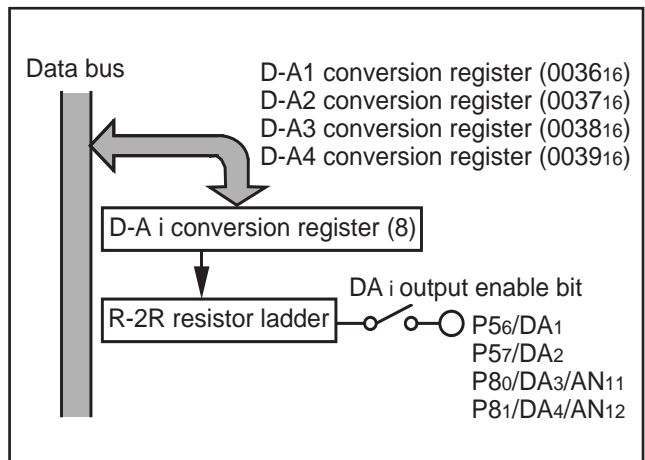 Data bus
D-A1 conversion register (0036₁₆)
D-A2 conversion register (0037₁₆)
D-A3 conversion register (0038₁₆)
D-A4 conversion register (0039₁₆)
D-A i conversion register (8)
R-2R resistor ladder
DA i output enable bit
P5₆/DA₁
P5₇/DA₂
P8₀/DA₃/AN₁₁
P8₁/DA₄/AN₁₂